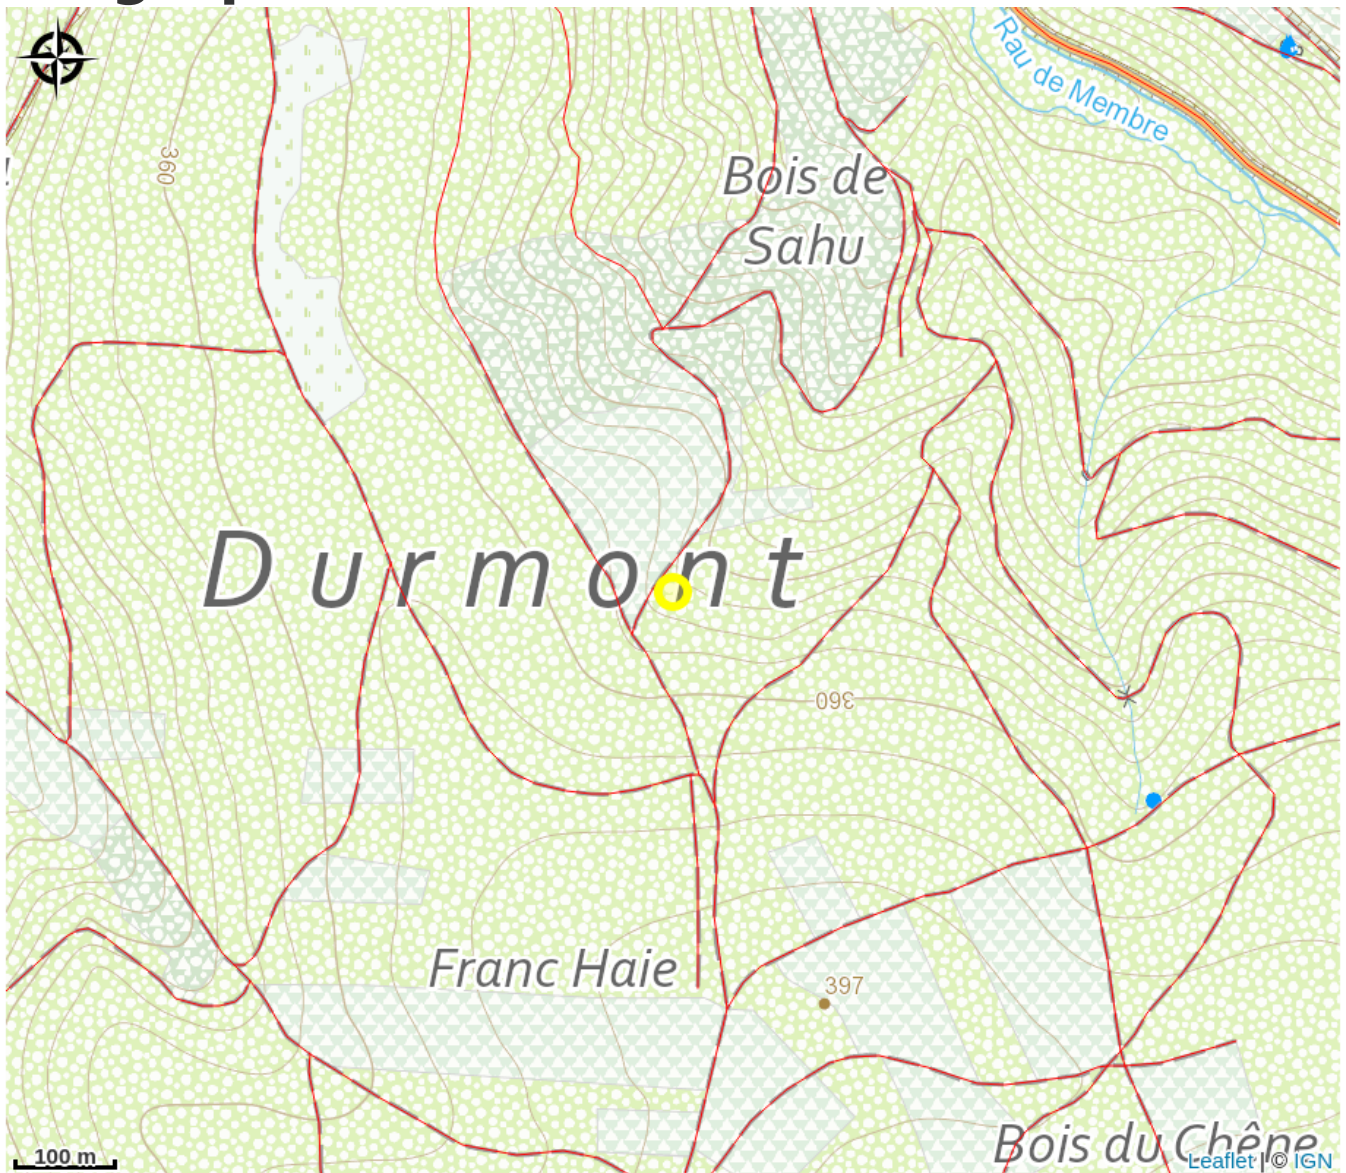 Rau de Membre
360
Bois de
Sahu
Durmont
360
Franc Haie
397
Bois du Chêne
100 m
Leaflet | © IGN